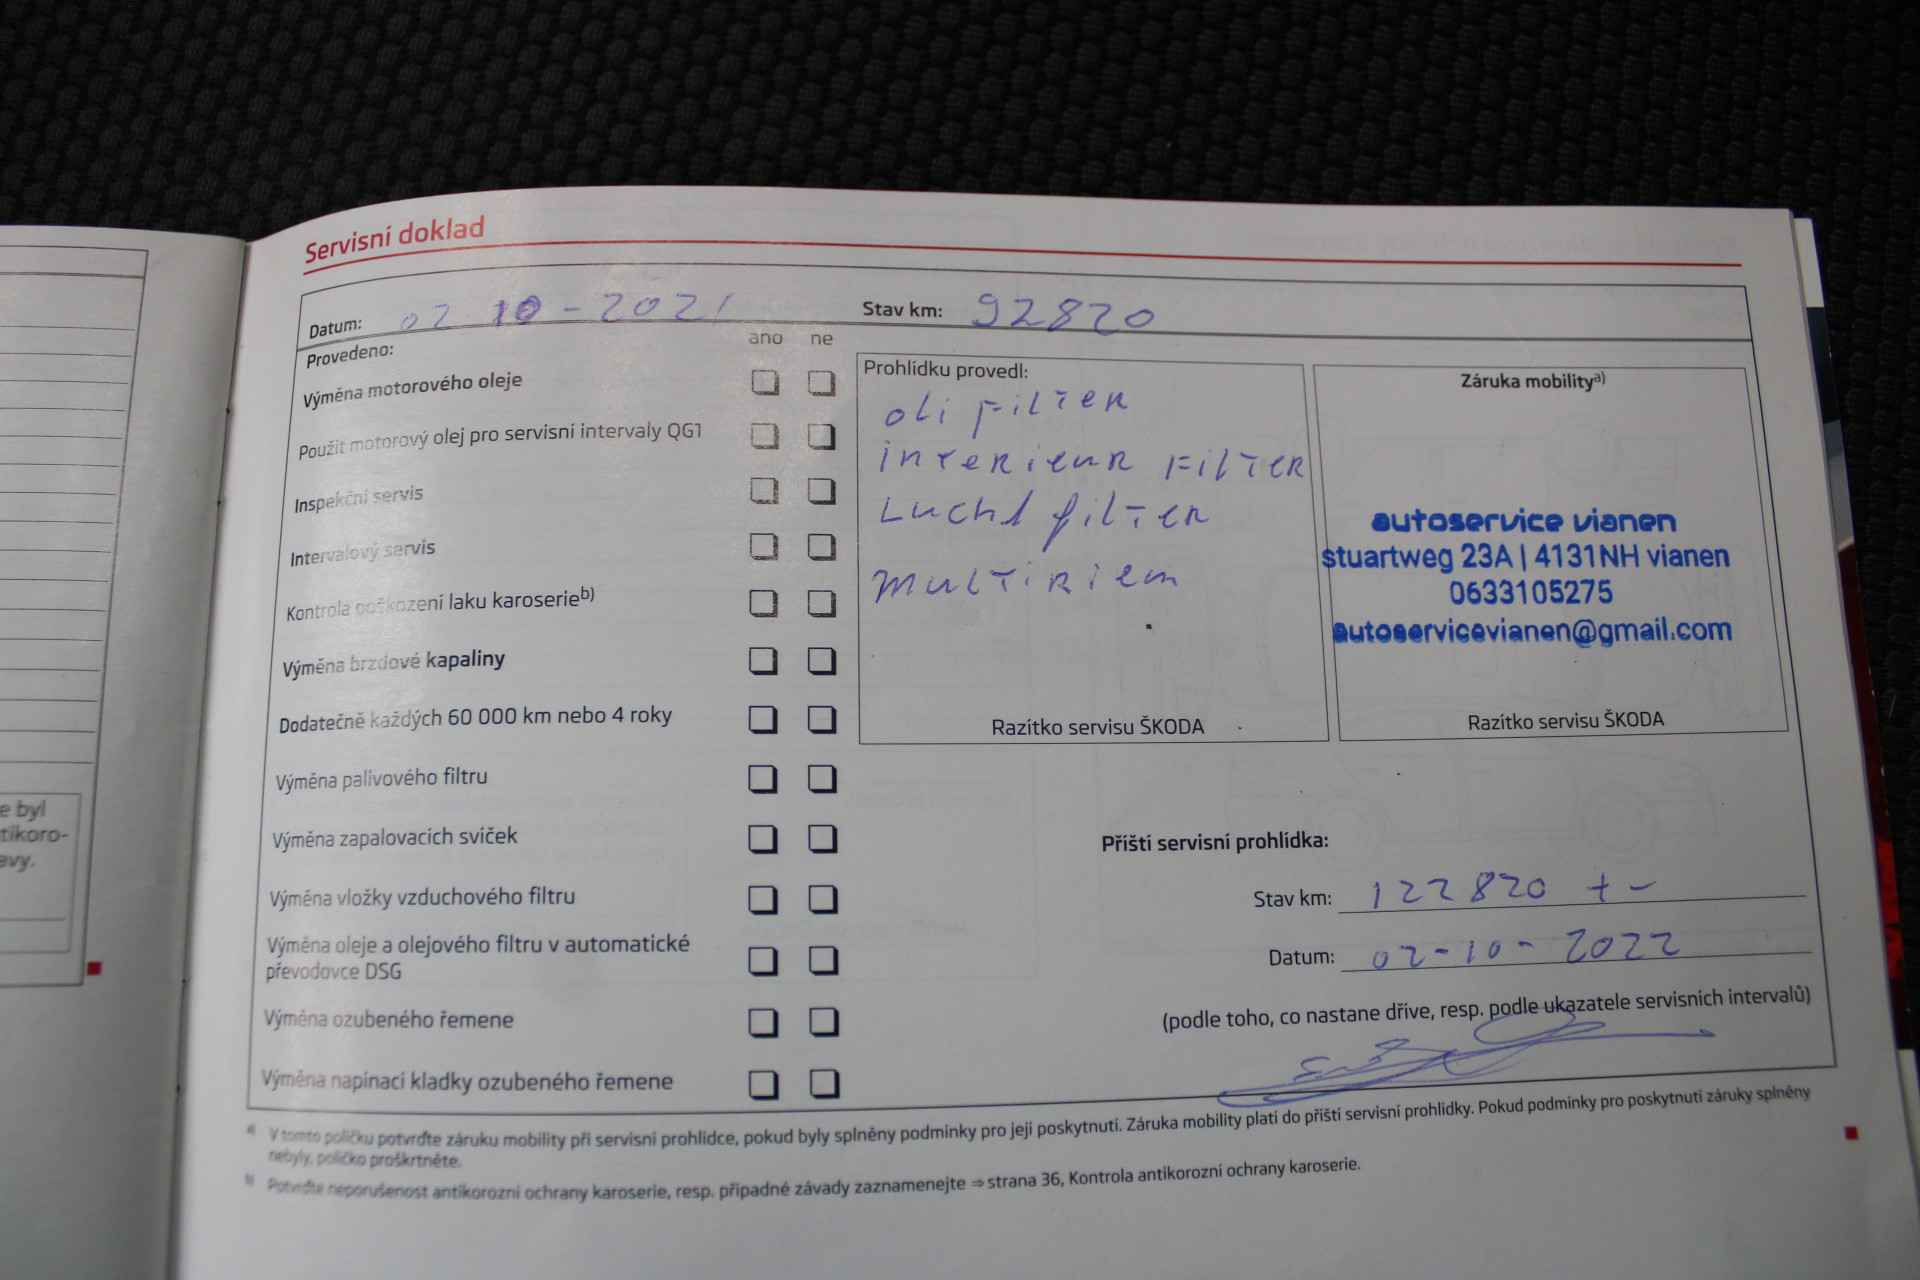 Servisní doklad
Datum: 02 10 - 2021 Stav km: 92820
Provedeno: ano ne
Výměna motorového oleje
Použit motorový olej pro servisní intervaly QG1
Inspekční servis
Intervalový servis
Kontrola poškození laku karoserie b)
Výměna brzdové kapaliny
Dodatečně každých 60 000 km nebo 4 roky
Výměna palivového filtru
Výměna zapalovacích svíček
Výměna vložky vzduchového filtru
Výměna oleje a olejového filtru v automatické
převodovce DSG
Výměna ozubeného řemene
Výměna napínací kladky ozubeného řemene
Prohlídku provedl:
oli filter
interieur filter
Lucht filter
multiriem
Razítko servisu ŠKODA
Záruka mobility a)
autoservice vianen
stuartweg 23A | 4131NH vianen
0633105275
autoservicevianen@gmail.com
Razítko servisu ŠKODA
Příští servisní prohlídka:
Stav km: 122820 + -
Datum: 02-10-2022
(podle toho, co nastane dříve, resp. podle ukazatele servisních intervalů)
a) V tomto políčku potvrďte záruku mobility při servisní prohlídce, pokud byly splněny podmínky pro její poskytnutí. Záruka mobility platí do příští servisní prohlídky. Pokud podmínky pro poskytnutí záruky splněny
nebyly, políčko proškrtněte.
b) Potvrďte neporušenost antikorozní ochrany karoserie, resp. případné závady zaznamenejte ⇒ strana 36, Kontrola antikorozní ochrany karoserie.
e byl
tikoro-
avy.